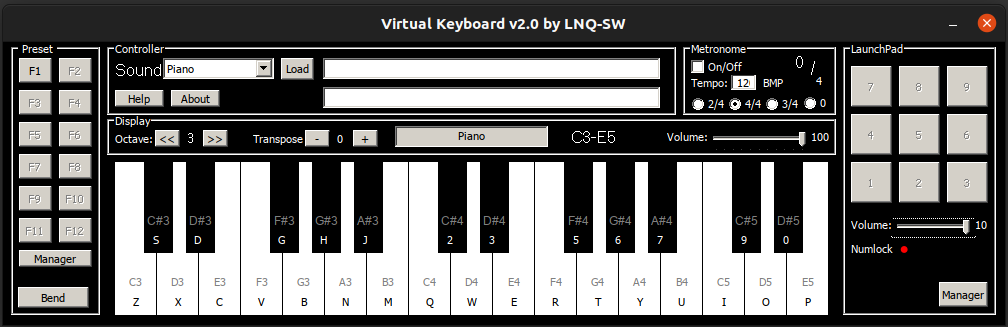 Virtual Keyboard v2.0 by LNQ-SW
Preset
F1 F2
F3 F4
F5 F6
F7 F8
F9 F10
F11 F12
Manager
Bend
Controller
Sound Piano Load
Help About
Metronome
On/Off 0 / 4
Tempo: 12 BMP
2/4 4/4 3/4 0
Display
Octave: << 3 >> Transpose - 0 + Piano C3-E5 Volume: 100
C#3 D#3 F#3 G#3 A#3 C#4 D#4 F#4 G#4 A#4 C#5 D#5
S D G H J 2 3 5 6 7 9 0
C3 D3 E3 F3 G3 A3 B3 C4 D4 E4 F4 G4 A4 B4 C5 D5 E5
Z X C V B N M Q W E R T Y U I O P
LaunchPad
7 8 9
4 5 6
1 2 3
Volume: 10
Numlock
Manager